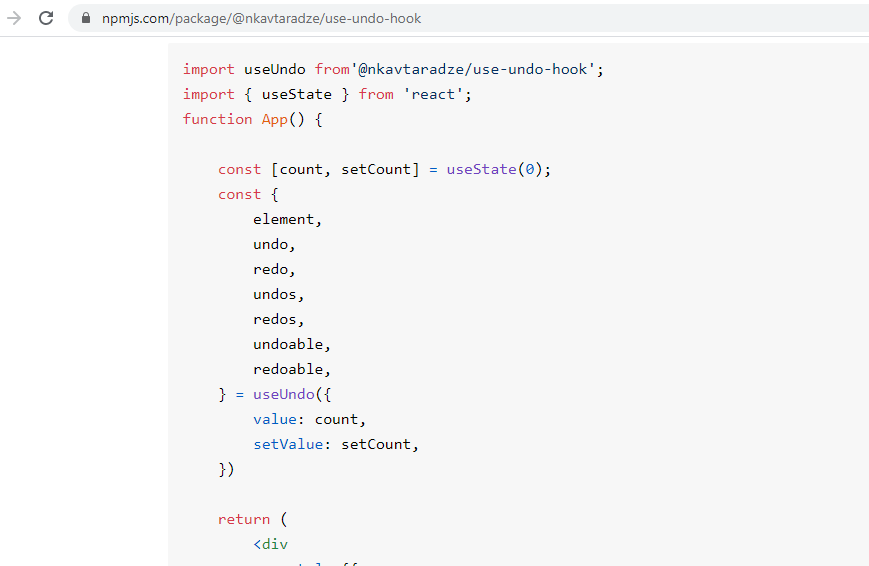 npmjs.com/package/@nkavtaradze/use-undo-hook
import useUndo from'@nkavtaradze/use-undo-hook';
import { useState } from 'react';
function App() {
const [count, setCount] = useState(0);
const {
element,
undo,
redo,
undos,
redos,
undoable,
redoable,
} = useUndo({
value: count,
setValue: setCount,
})
return (
<div